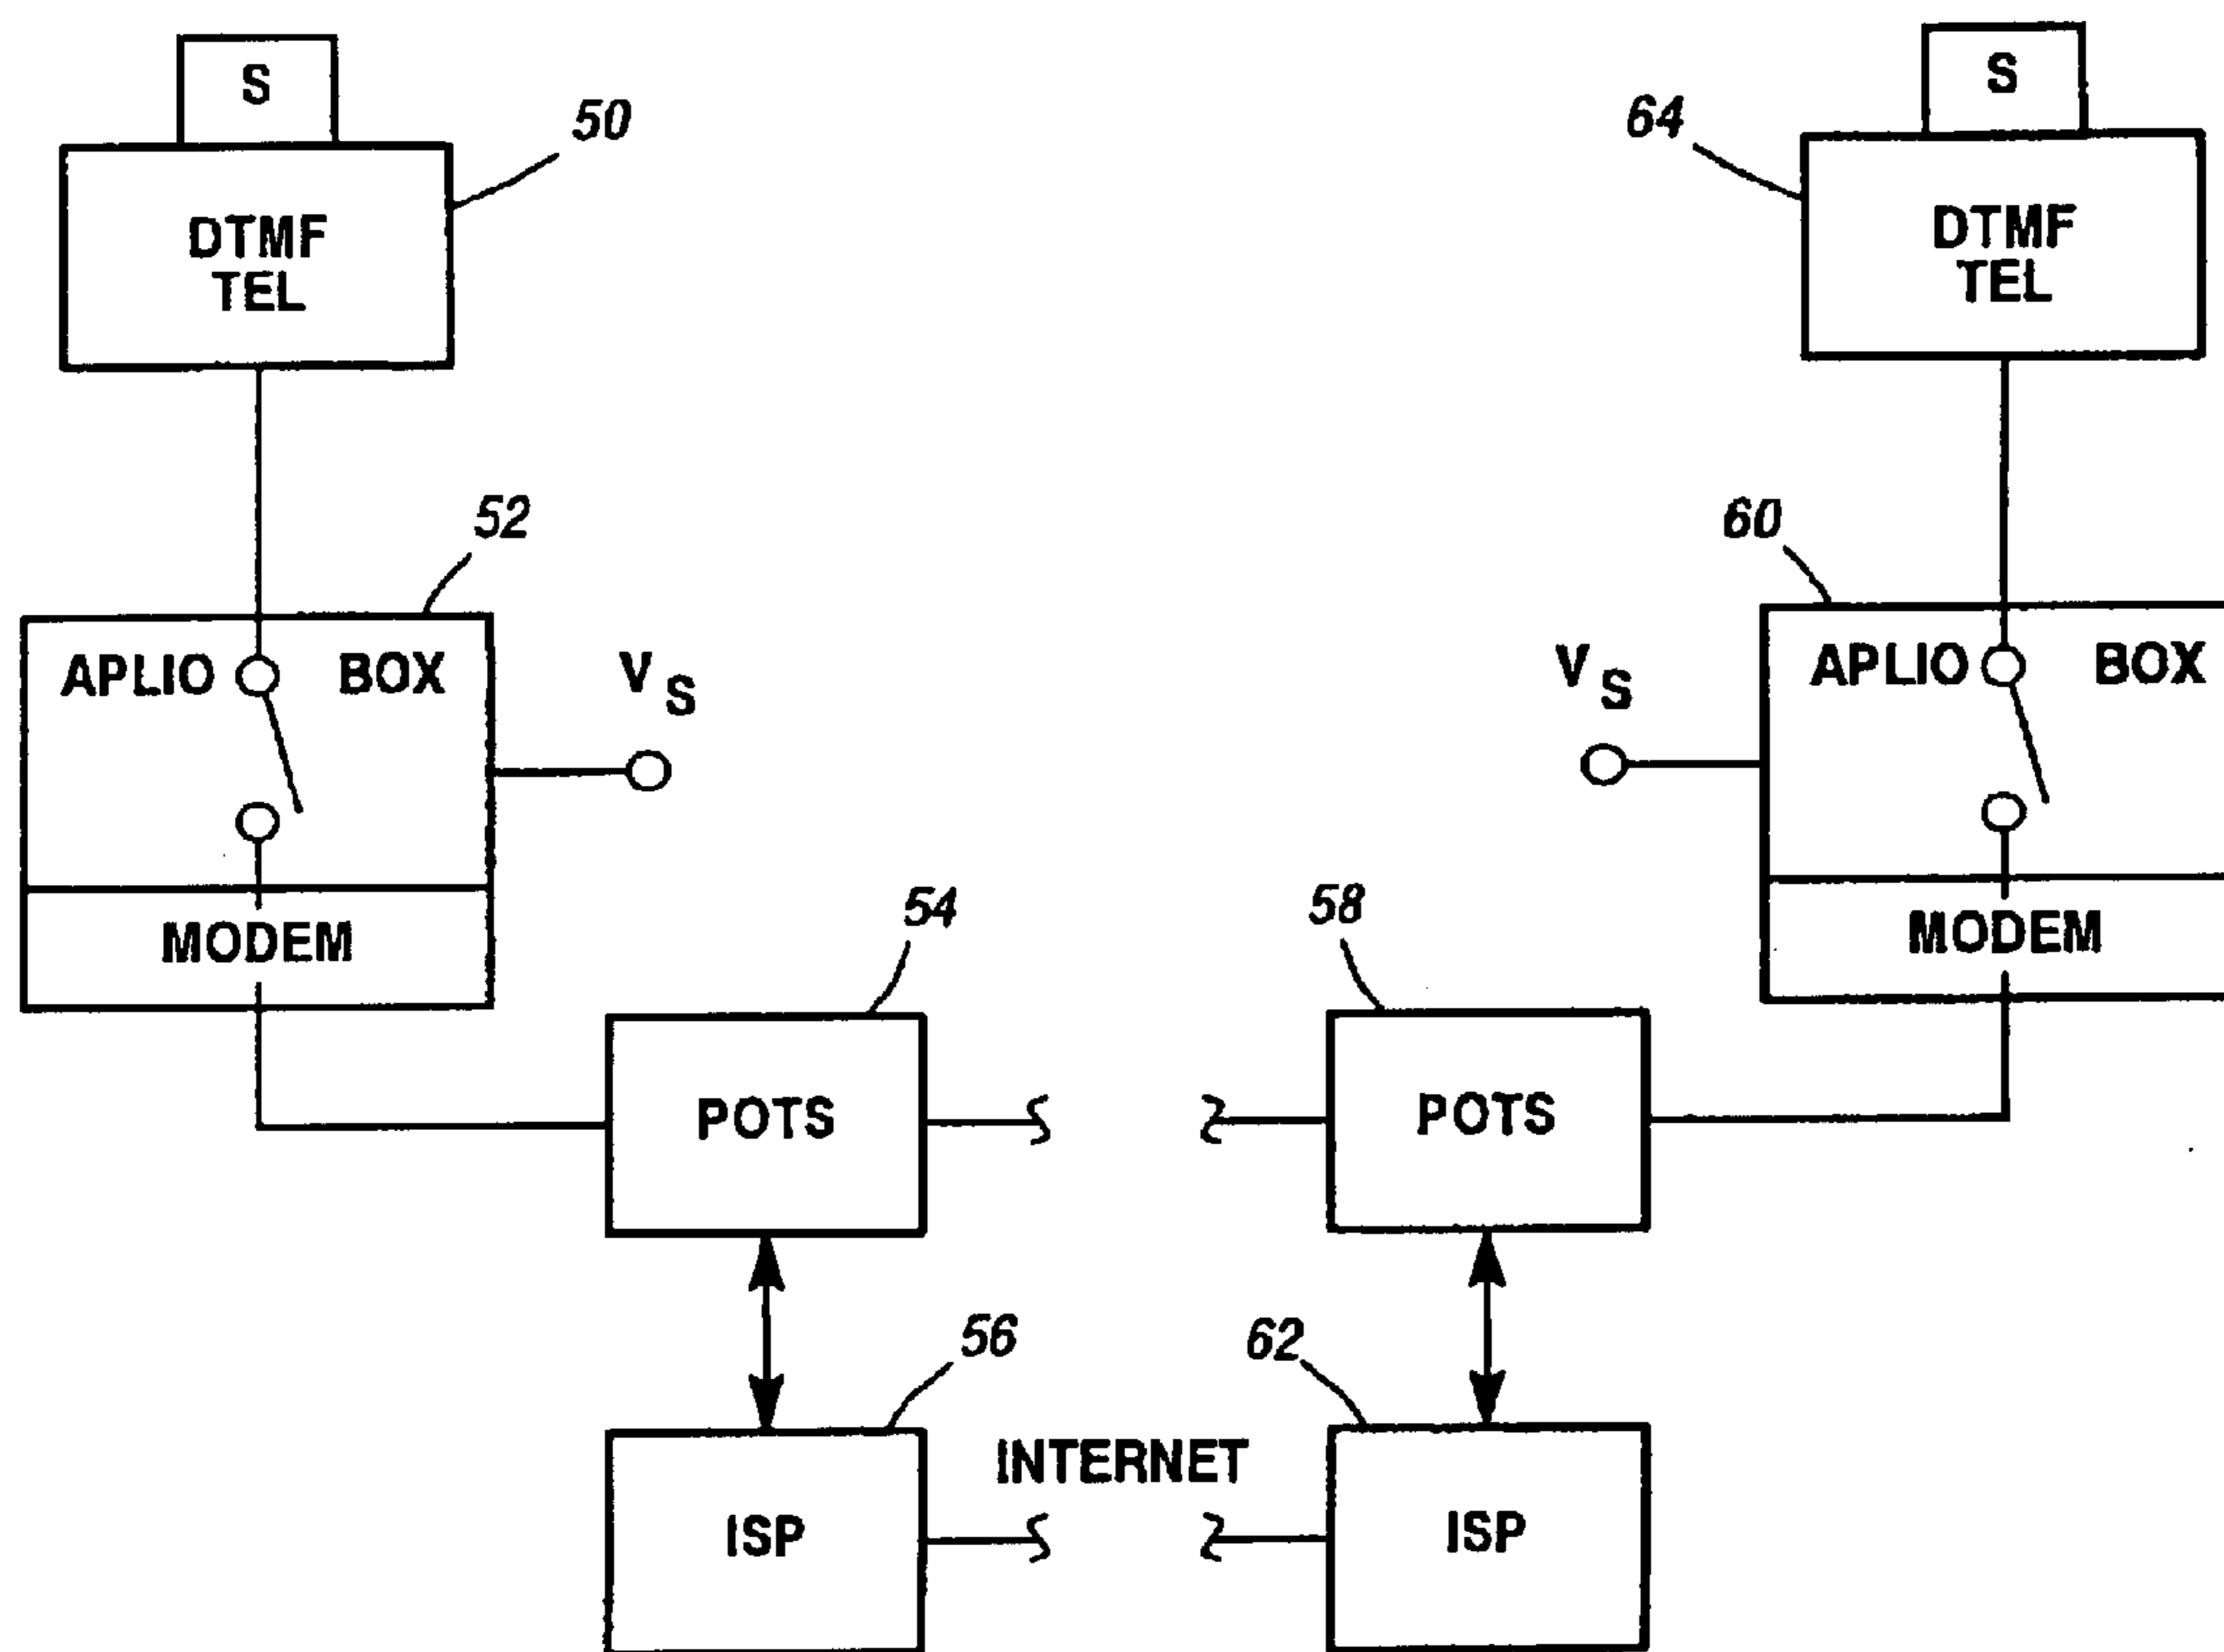 S
50
DTMF
TEL
S
64
DTMF
TEL
52
APLIO BOX
V S
MODEM
60
V S
APLIO BOX
MODEM
54
POTS
58
POTS
56
ISP
INTERNET
62
ISP